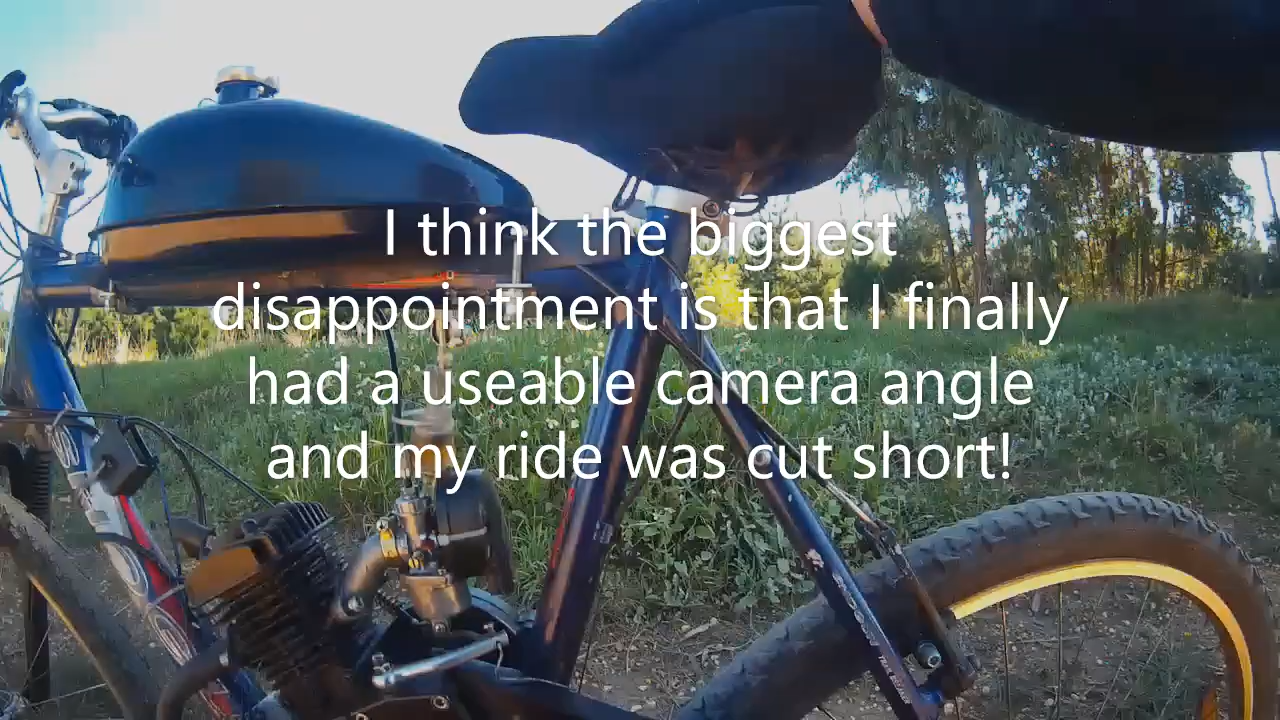 I think the biggest
disappointment is that I finally
had a useable camera angle
and my ride was cut short!